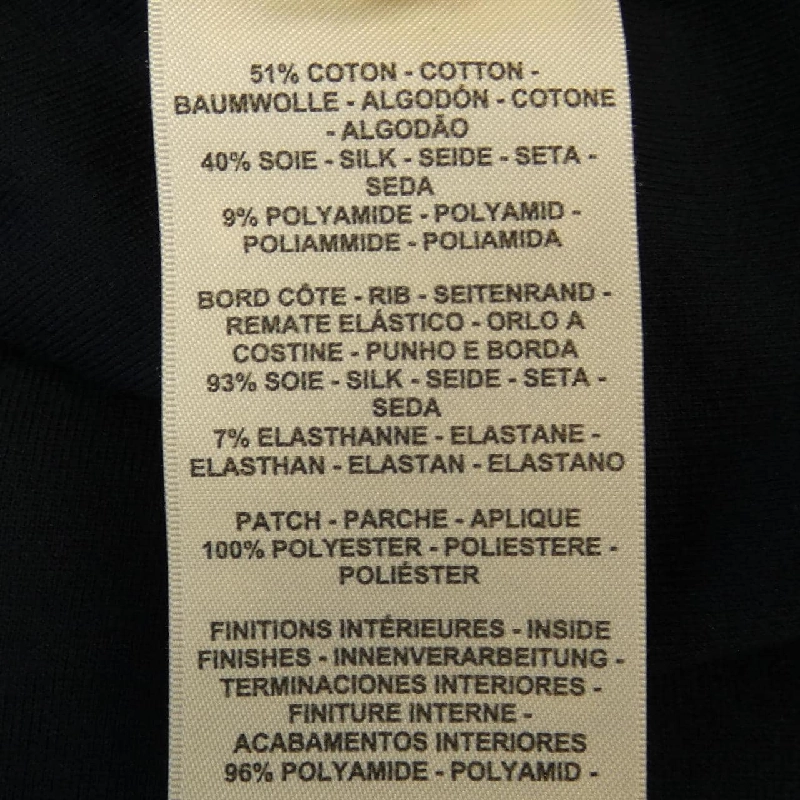 51% COTON - COTTON -
BAUMWOLLE - ALGODÓN - COTONE
- ALGODÃO
40% SOIE - SILK - SEIDE - SETA -
SEDA
9% POLYAMIDE - POLYAMID -
POLIAMMIDE - POLIAMIDA
BORD CÔTE - RIB - SEITENRAND -
REMATE ELÁSTICO - ORLO A
COSTINE - PUNHO E BORDA
93% SOIE - SILK - SEIDE - SETA -
SEDA
7% ELASTHANNE - ELASTANE -
ELASTHAN - ELASTAN - ELASTANO
PATCH - PARCHE - APLIQUE
100% POLYESTER - POLIESTERE -
POLIÉSTER
FINITIONS INTÉRIEURES - INSIDE
FINISHES - INNENVERARBEITUNG -
TERMINACIONES INTERIORES -
FINITURE INTERNE -
ACABAMENTOS INTERIORES
96% POLYAMIDE - POLYAMID -